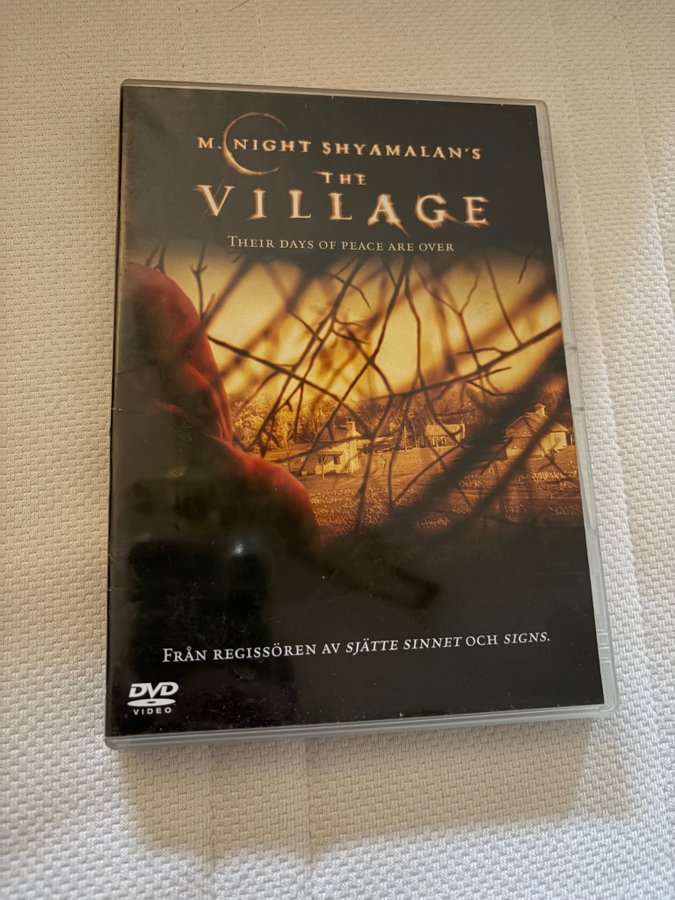 M. NIGHT SHYAMALAN'S
THE
VILLAGE
THEIR DAYS OF PEACE ARE OVER
FRÅN REGISSÖREN AV SJÄTTE SINNET OCH SIGNS.
DVD
VIDEO